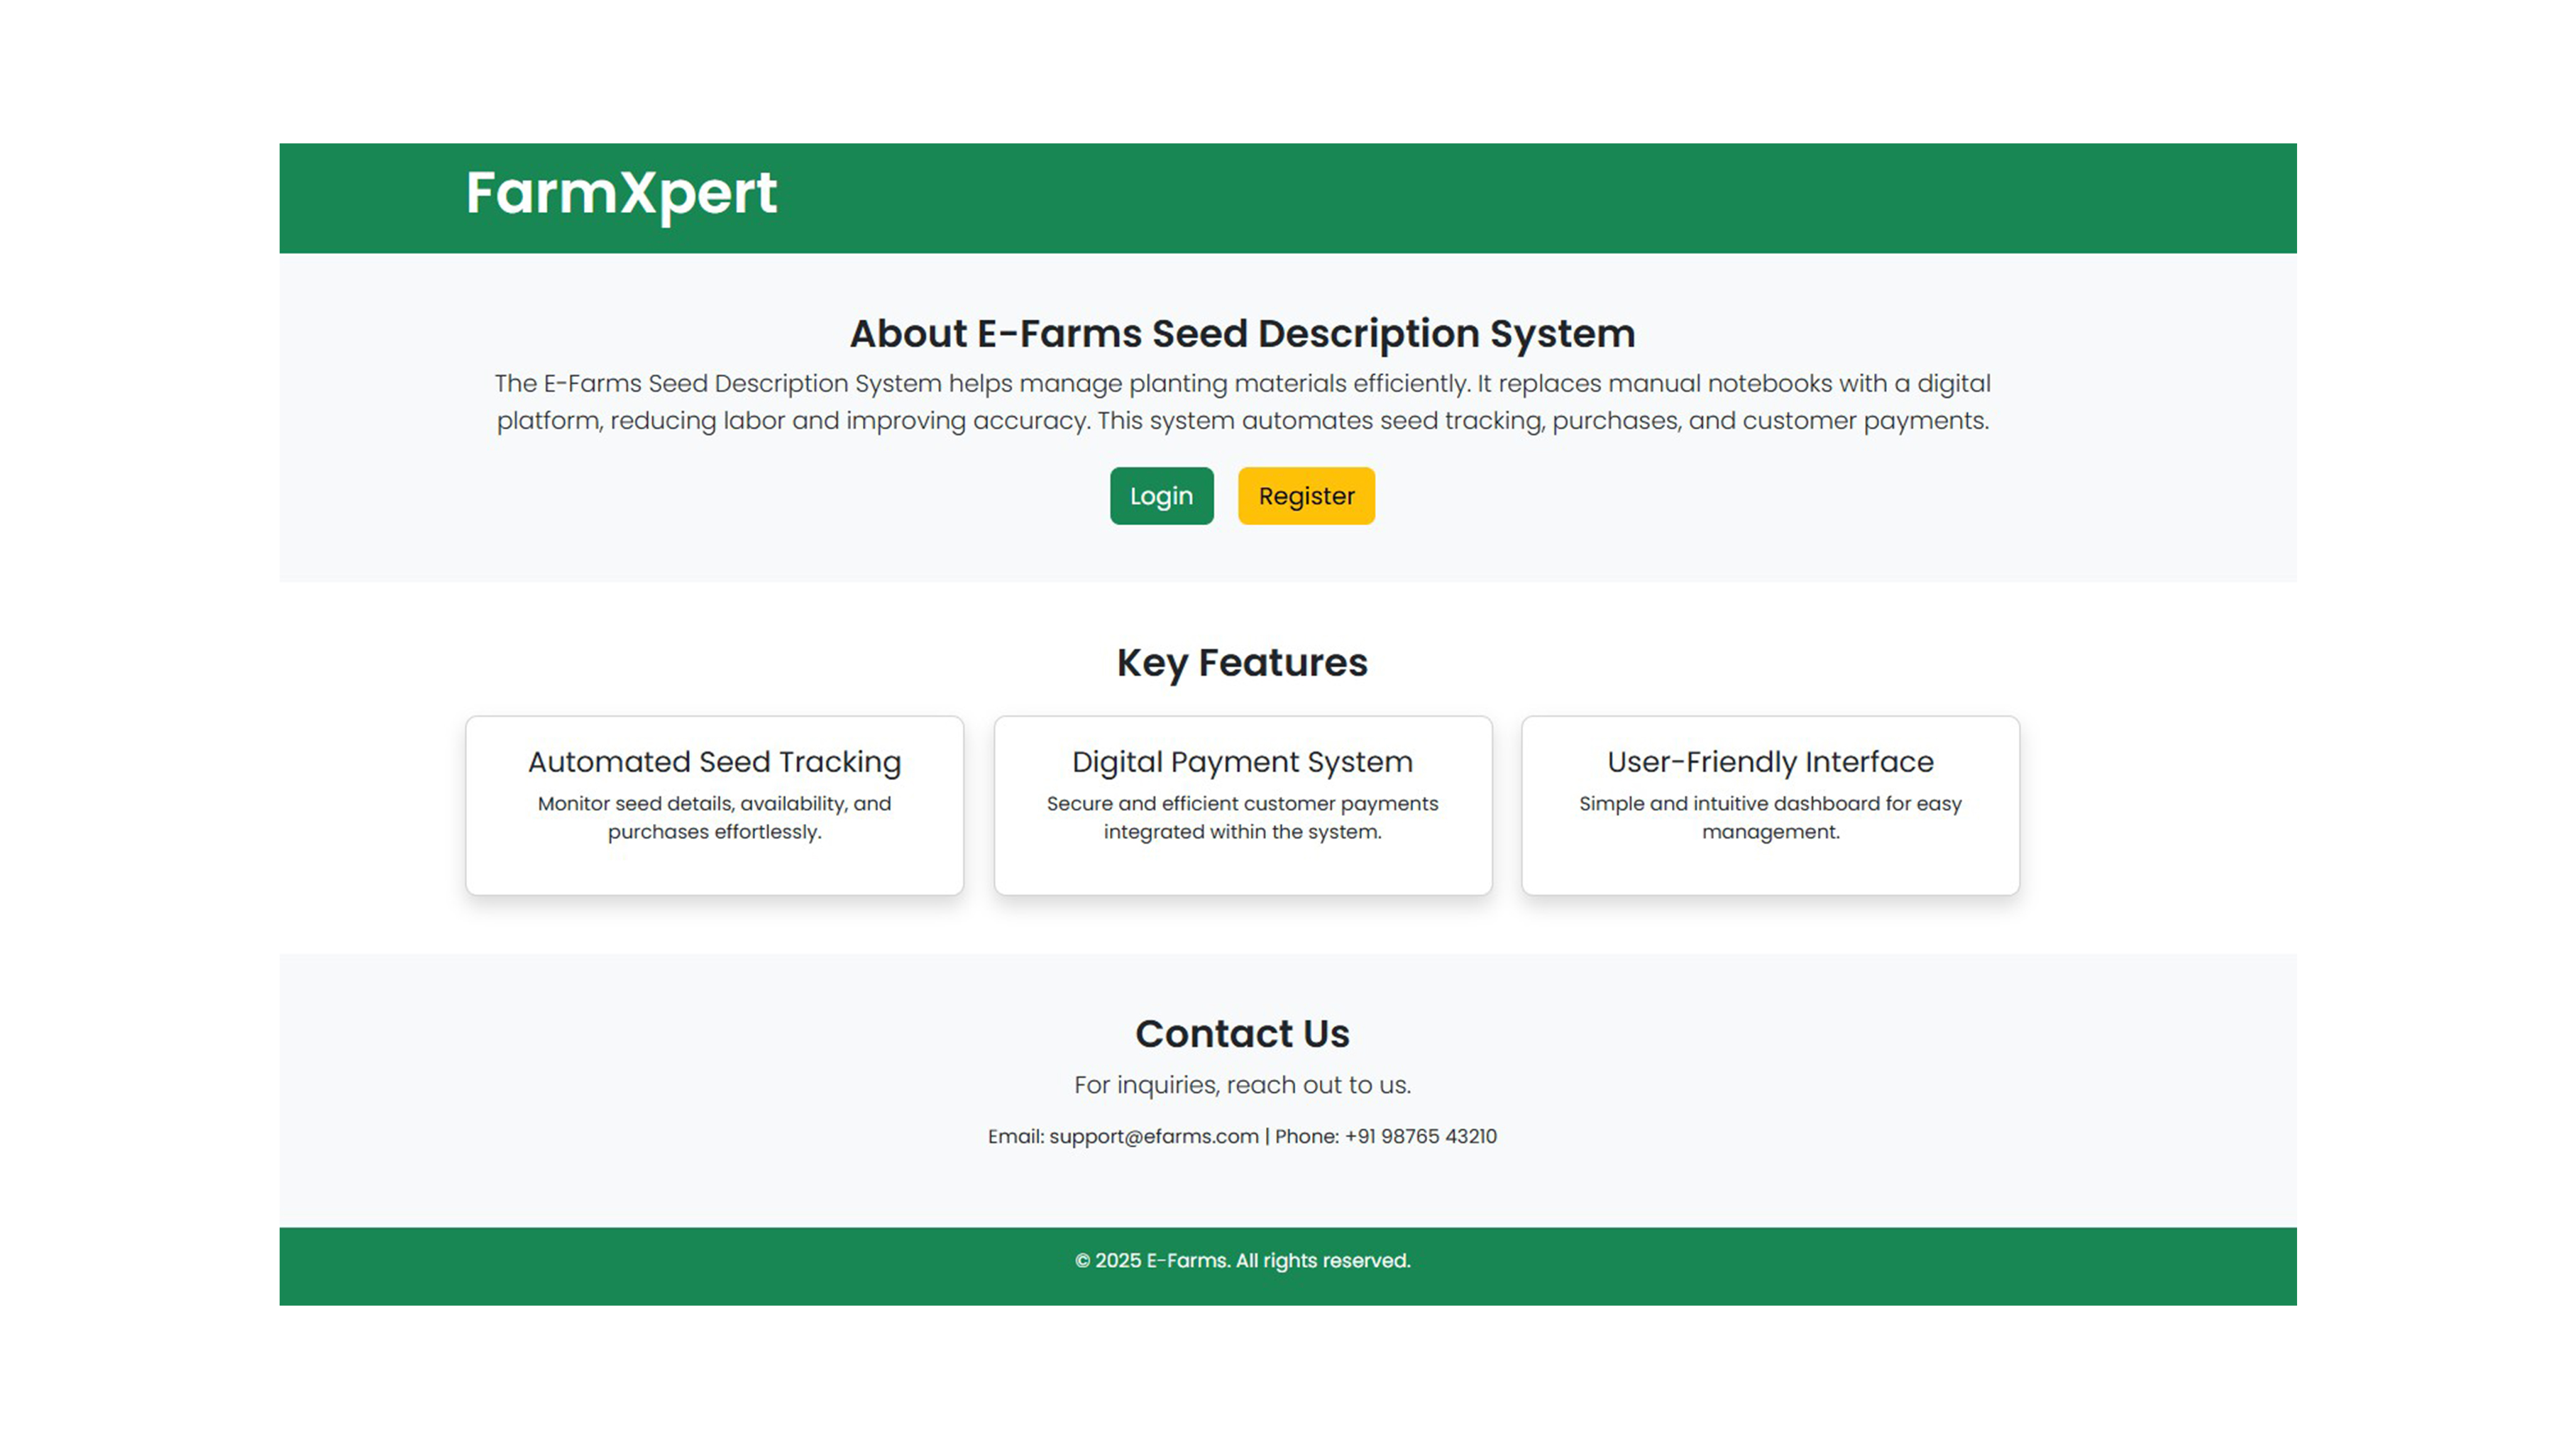 FarmXpert
About E-Farms Seed Description System
The E-Farms Seed Description System helps manage planting materials efficiently. It replaces manual notebooks with a digital
platform, reducing labor and improving accuracy. This system automates seed tracking, purchases, and customer payments.
Login
Register
Key Features
Automated Seed Tracking
Monitor seed details, availability, and
purchases effortlessly.
Digital Payment System
Secure and efficient customer payments
integrated within the system.
User-Friendly Interface
Simple and intuitive dashboard for easy
management.
Contact Us
For inquiries, reach out to us.
Email: support@efarms.com | Phone: +91 98765 43210
© 2025 E-Farms. All rights reserved.